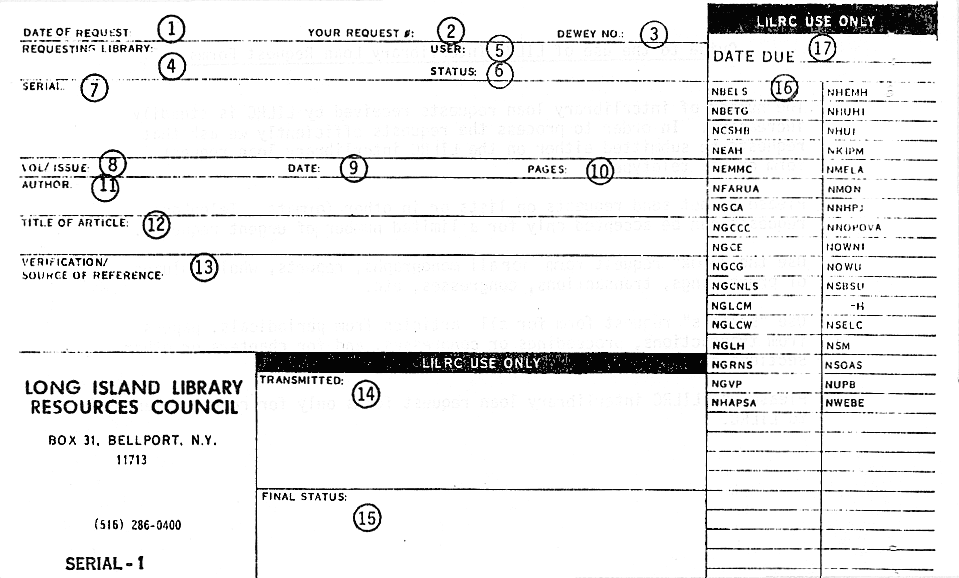 LILRC USE ONLY
DATE OF REQUEST: 1 YOUR REQUEST #: 2 DEWEY NO.: 3
REQUESTING LIBRARY: 4 USER: 5
STATUS: 6
DATE DUE 17
SERIAL: 7
16
NBELS NHEMH
NBETG NHUHI
NCSHB NHUI
NEAH NKIPM
NEMMC NMELA
NFARUA NMON
NGCA NNHPJ
NGCCC NNOPOVA
NGCE NOWNI
NGCG NOWU
NGCNLS NSBSU
NGLCM -H
NGLCW NSELC
NGLH NSM
NGRNS NSOAS
NGVP NUPB
NHAPSA NWEBE
VOL/ISSUE: 8 DATE: 9 PAGES: 10
AUTHOR: 11
TITLE OF ARTICLE: 12
VERIFICATION/
SOURCE OF REFERENCE: 13
LILRC USE ONLY
TRANSMITTED: 14
FINAL STATUS: 15
LONG ISLAND LIBRARY
RESOURCES COUNCIL
BOX 31, BELLPORT, N.Y.
11713
(516) 286-0400
SERIAL-1